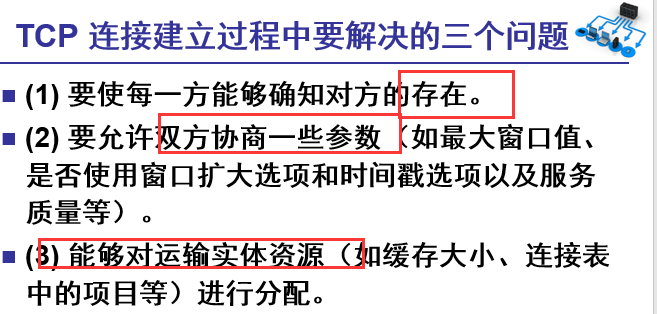 TCP 连接建立过程中要解决的三个问题
(1) 要使每一方能够确知对方的存在。
(2) 要允许双方协商一些参数（如最大窗口值、
是否使用窗口扩大选项和时间戳选项以及服务
质量等）。
(3) 能够对运输实体资源（如缓存大小、连接表
中的项目等）进行分配。